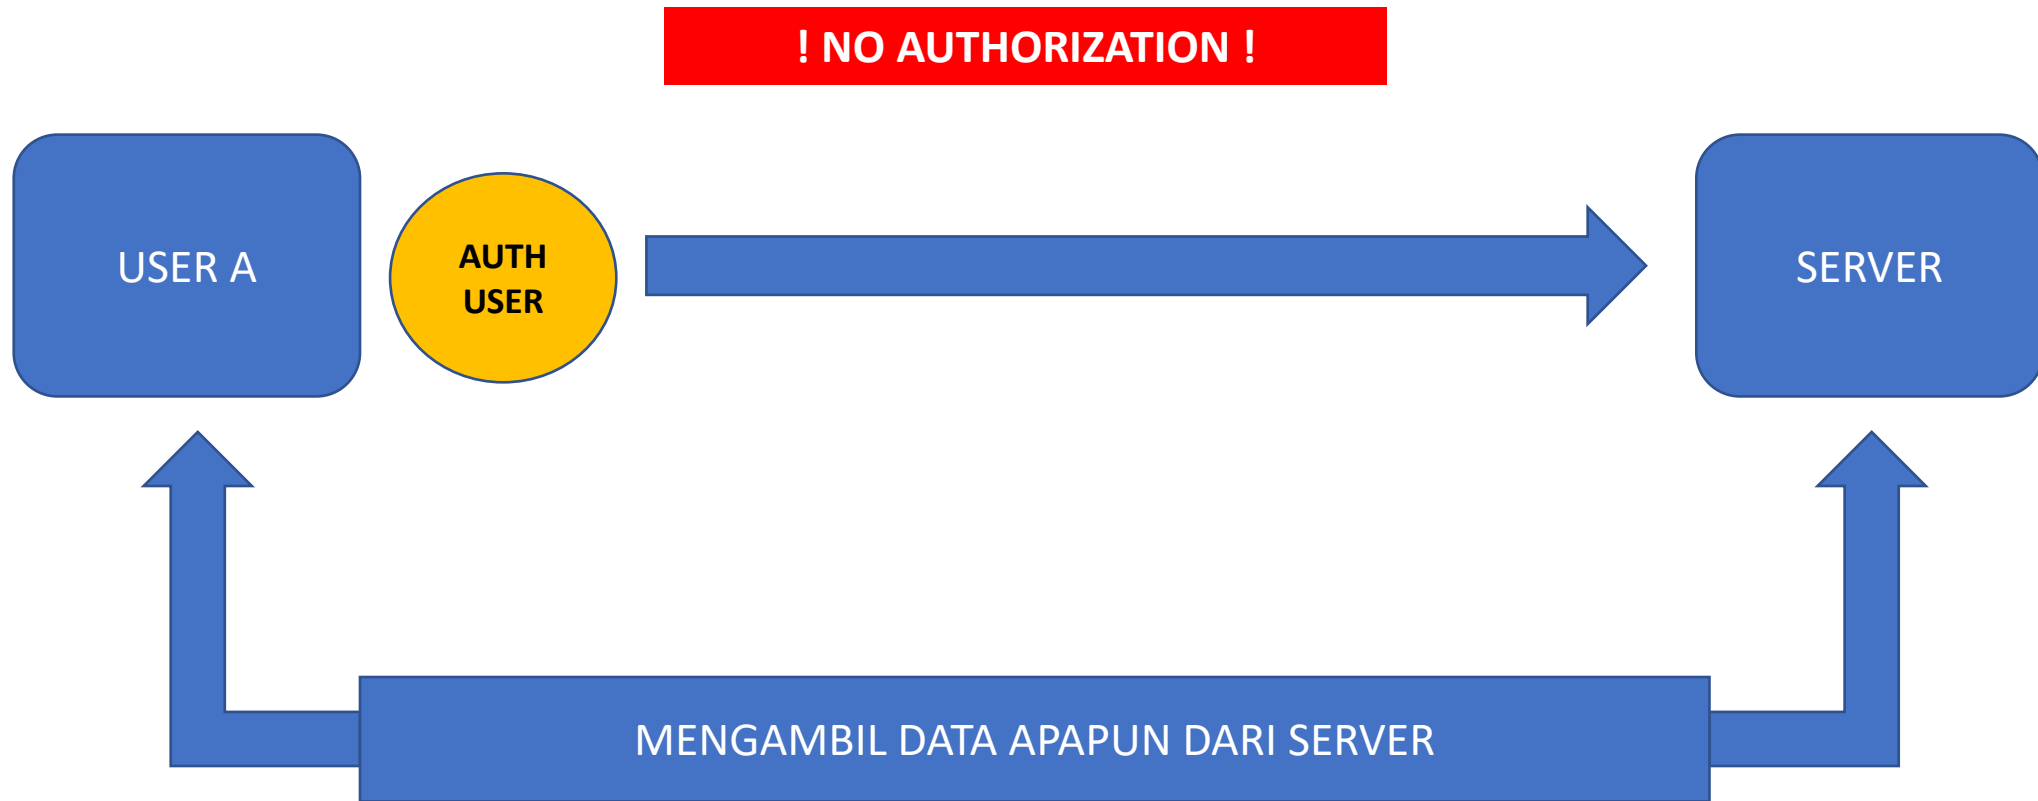 ! NO AUTHORIZATION !
USER A
AUTH
USER
SERVER
MENGAMBIL DATA APAPUN DARI SERVER